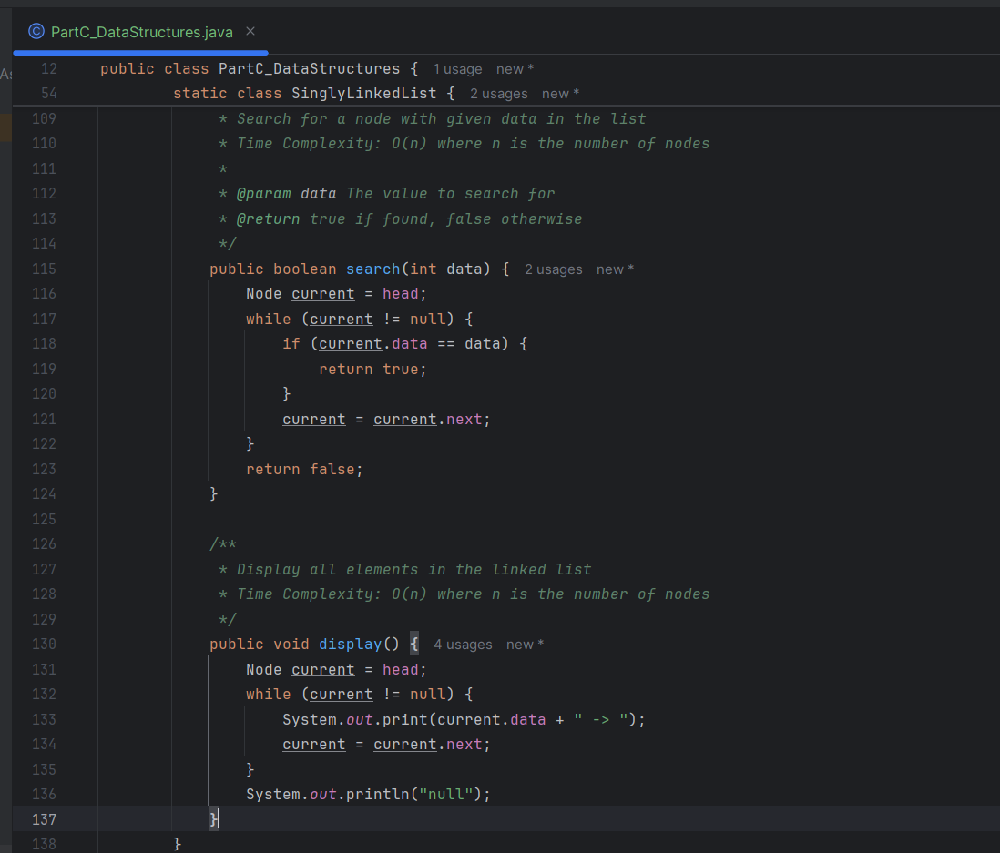 PartC_DataStructures.java
As
12 public class PartC_DataStructures { 1 usage new *
54 static class SinglyLinkedList { 2 usages new *
109 * Search for a node with given data in the list
110 * Time Complexity: O(n) where n is the number of nodes
111 *
112 * @param data The value to search for
113 * @return true if found, false otherwise
114 */
115 public boolean search(int data) { 2 usages new *
116 Node current = head;
117 while (current != null) {
118 if (current.data == data) {
119 return true;
120 }
121 current = current.next;
122 }
123 return false;
124 }
125
126 /**
127 * Display all elements in the linked list
128 * Time Complexity: O(n) where n is the number of nodes
129 */
130 public void display() { 4 usages new *
131 Node current = head;
132 while (current != null) {
133 System.out.print(current.data + " -> ");
134 current = current.next;
135 }
136 System.out.println("null");
137 }
138 }